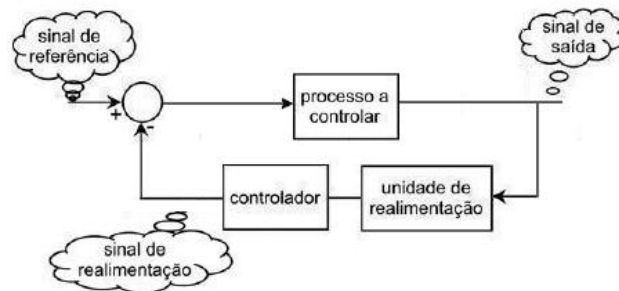 sinal de
referência
sinal de
saída
processo a
controlar
+
-
controlador
unidade de
realimentação
sinal de
realimentação